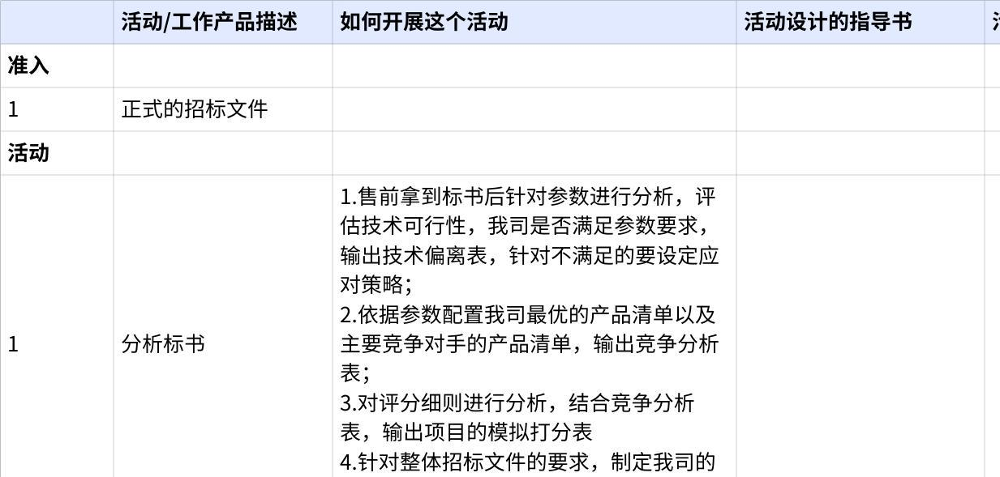 活动/工作产品描述 如何开展这个活动 活动设计的指导书
准入
1 正式的招标文件
活动
1 分析标书
1.售前拿到标书后针对参数进行分析，评
估技术可行性，我司是否满足参数要求，
输出技术偏离表，针对不满足的要设定应
对策略；
2.依据参数配置我司最优的产品清单以及
主要竞争对手的产品清单，输出竞争分析
表；
3.对评分细则进行分析，结合竞争分析
表，输出项目的模拟打分表
4.针对整体招标文件的要求，制定我司的